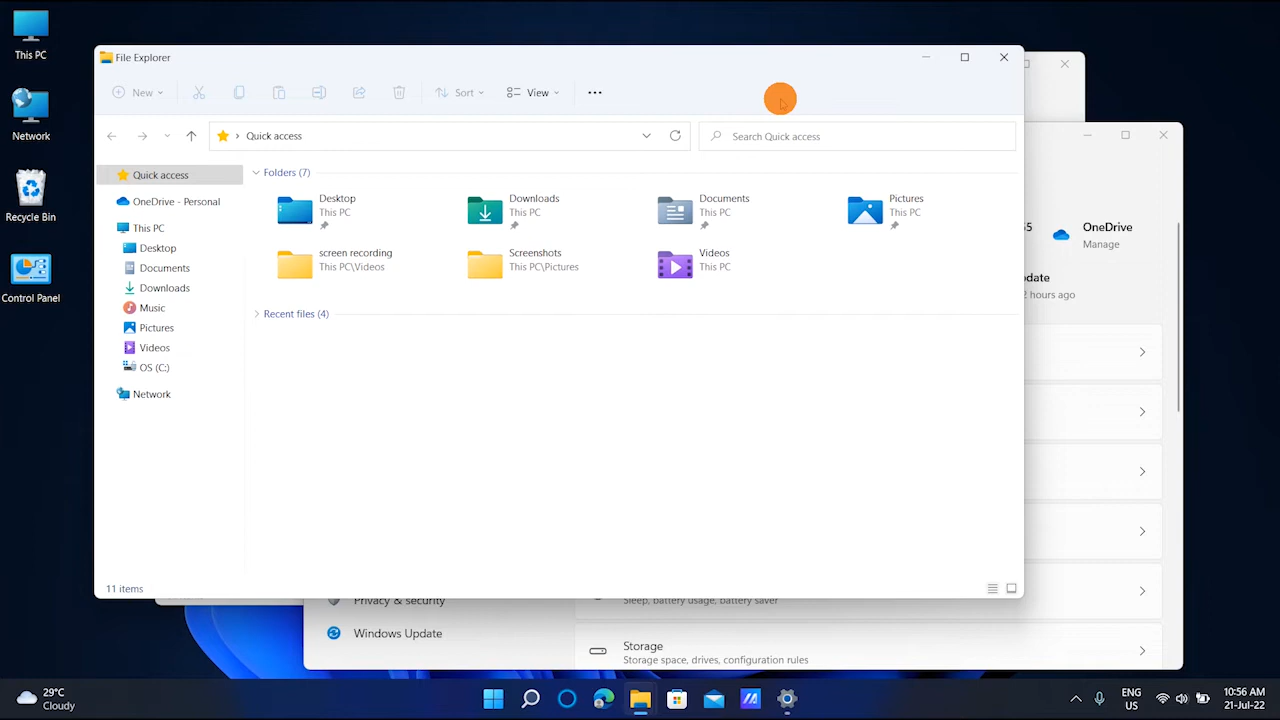 This PC
Network
Recycle Bin
Control Panel
File Explorer
New
Sort
View
Quick access
Search Quick access
Quick access
OneDrive - Personal
This PC
Desktop
Documents
Downloads
Music
Pictures
Videos
OS (C:)
Network
Folders (7)
Desktop
This PC
Downloads
This PC
Documents
This PC
Pictures
This PC
screen recording
This PC\Videos
Screenshots
This PC\Pictures
Videos
This PC
Recent files (4)
11 items
OneDrive
Manage
hours ago
Privacy & security
Windows Update
Sleep, battery usage, battery saver
Storage
Storage space, drives, configuration rules
29°C
Cloudy
ENG
US
10:56 AM
21-Jul-22